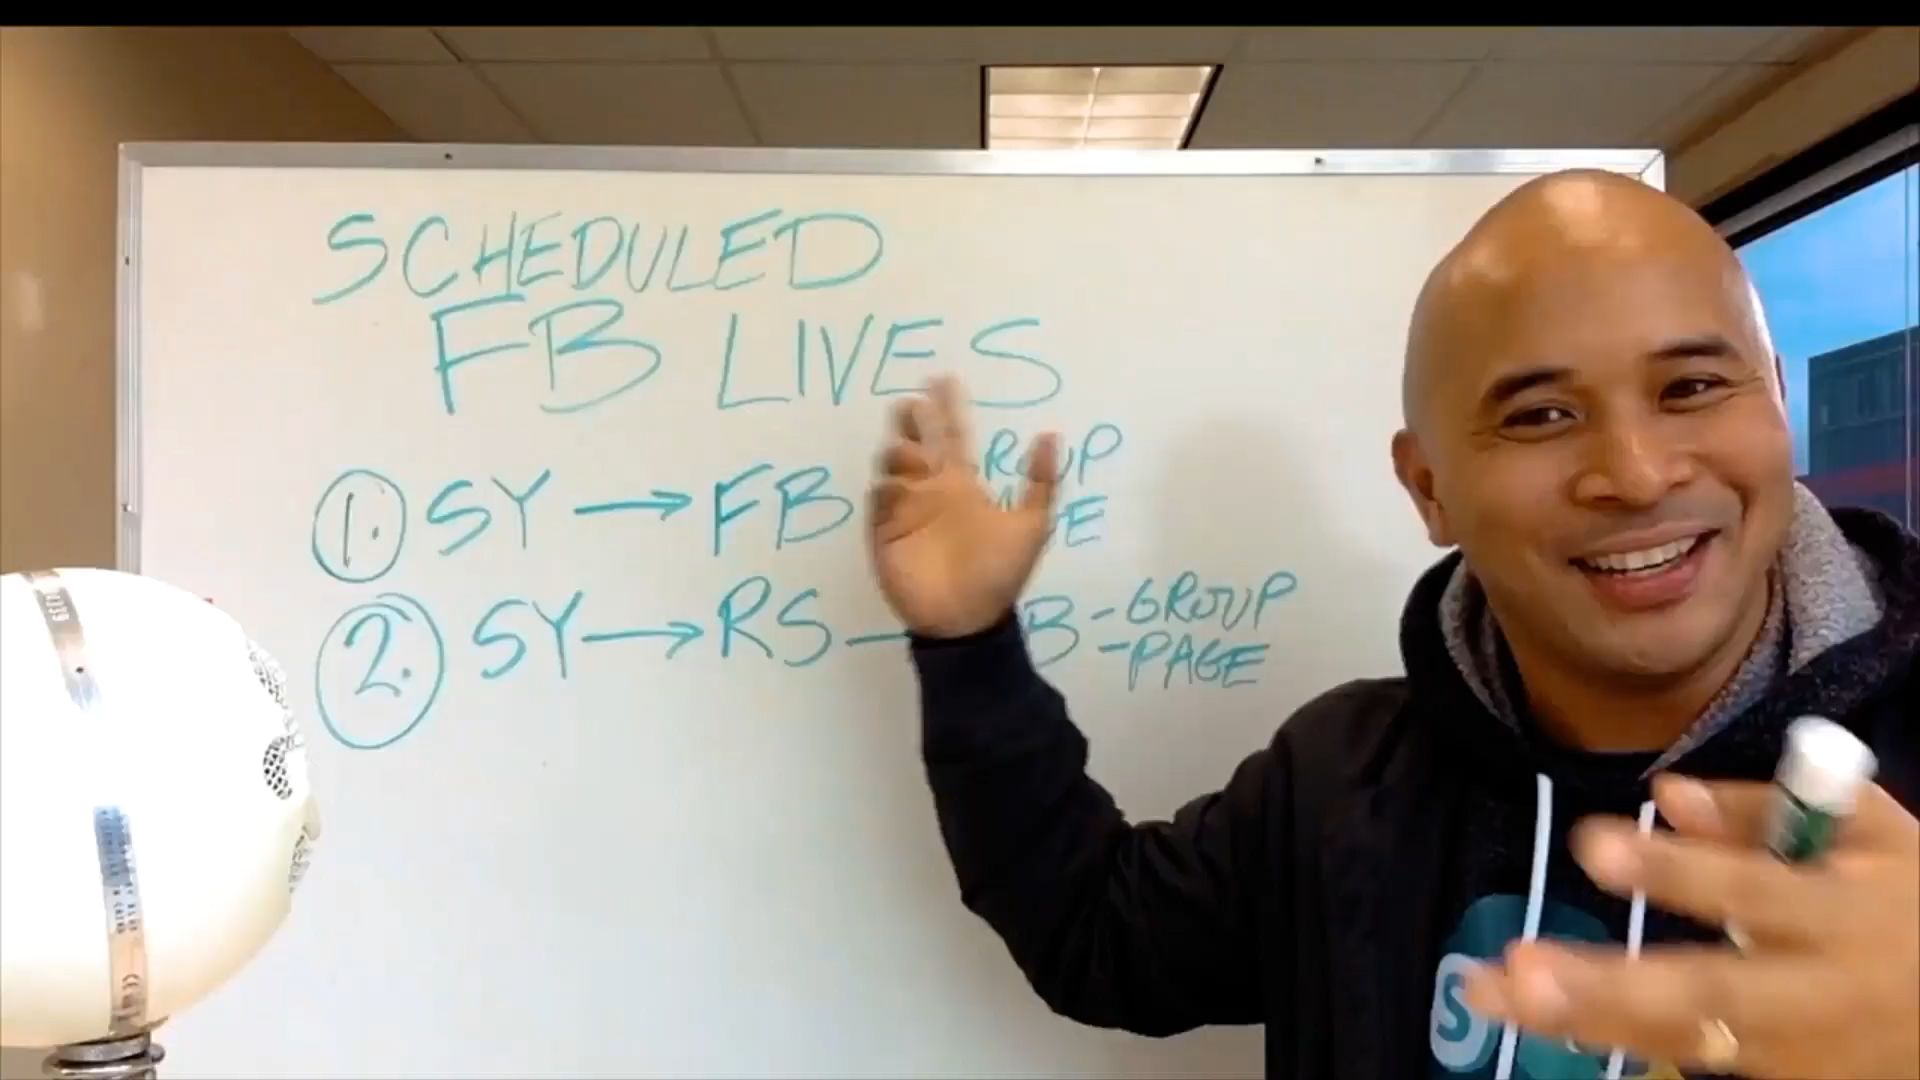 SCHEDULED
FB LIVES
1. SY → FB
2. SY → RS - GROUP
- PAGE
S